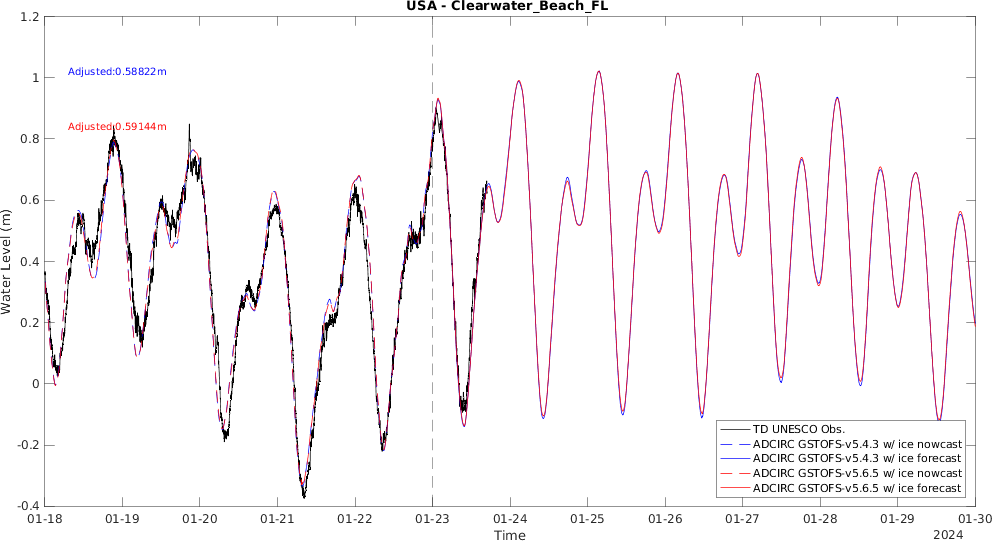 USA - Clearwater_Beach_FL
1.2
1
0.8
0.6
0.4
0.2
0
-0.2
-0.4
Water Level (m)
Adjusted:0.58822m
Adjusted:0.59144m
TD UNESCO Obs.
ADCIRC GSTOFS-v5.4.3 w/ ice nowcast
ADCIRC GSTOFS-v5.4.3 w/ ice forecast
ADCIRC GSTOFS-v5.6.5 w/ ice nowcast
ADCIRC GSTOFS-v5.6.5 w/ ice forecast
01-18 01-19 01-20 01-21 01-22 01-23 01-24 01-25 01-26 01-27 01-28 01-29 01-30
Time
2024